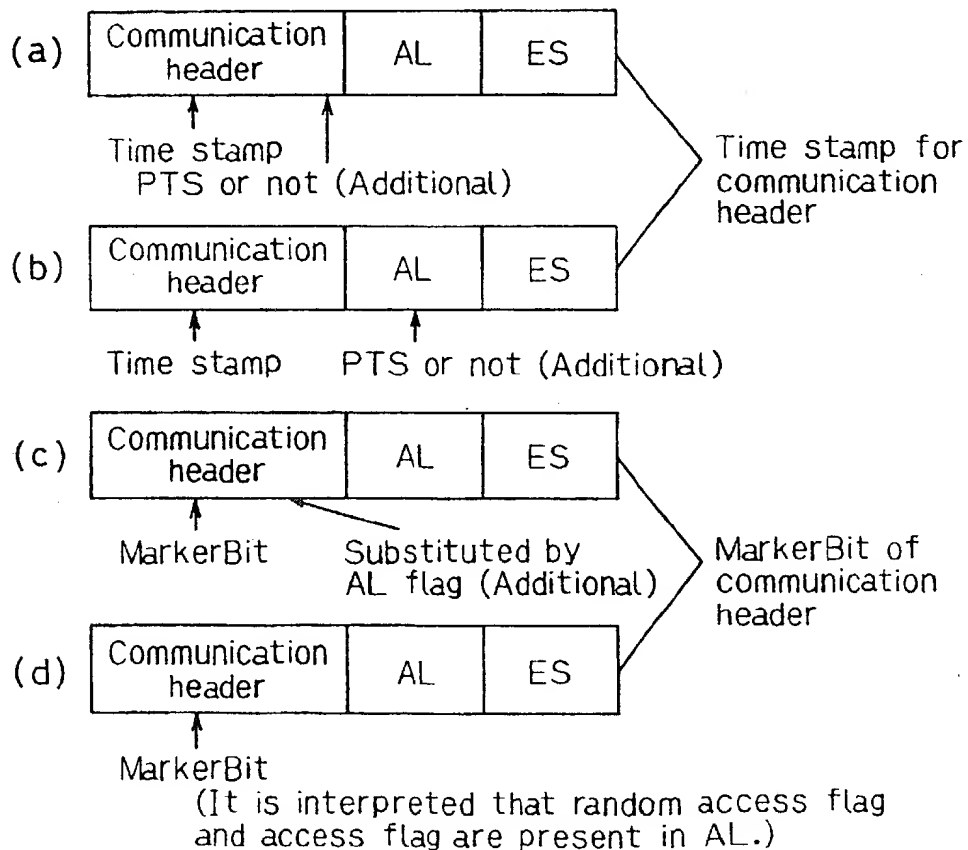 (a) Communication header AL ES
Time stamp
PTS or not (Additional)
Time stamp for
communication
header
(b) Communication header AL ES
Time stamp PTS or not (Additional)
(c) Communication header AL ES
MarkerBit Substituted by
AL flag (Additional)
MarkerBit of
communication
header
(d) Communication header AL ES
MarkerBit
(It is interpreted that random access flag
and access flag are present in AL.)